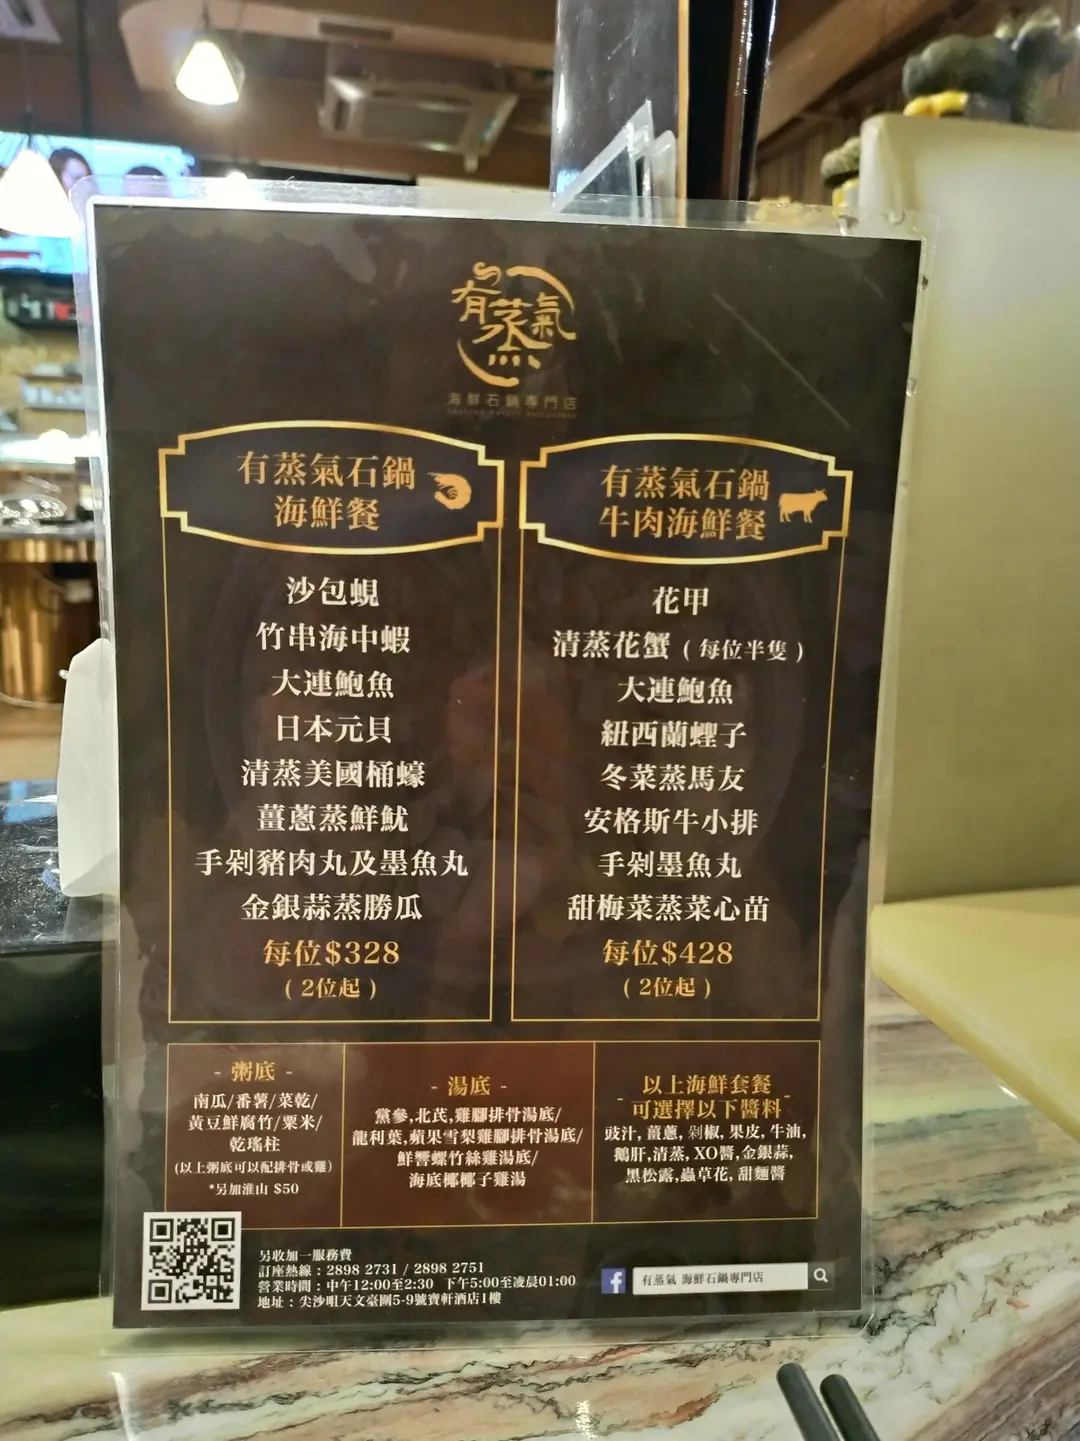 有蒸氣
海鮮石鍋專門店
有蒸氣石鍋
海鮮餐
沙包蜆
竹串海中蝦
大連鮑魚
日本元貝
清蒸美國桶蠔
薑蔥蒸鮮魷
手剁豬肉丸及墨魚丸
金銀蒜蒸勝瓜
每位$328
(2位起)
有蒸氣石鍋
牛肉海鮮餐
花甲
清蒸花蟹 (每位半隻)
大連鮑魚
紐西蘭蟶子
冬菜蒸馬友
安格斯牛小排
手剁墨魚丸
甜梅菜蒸菜心苗
每位$428
(2位起)
- 粥底 -
南瓜/番薯/菜乾/
黃豆鮮腐竹/粟米/
乾瑤柱
(以上粥底可以配排骨或雞)
*另加淮山 $50
- 湯底 -
黨參,北芪,雞腳排骨湯底/
龍利葉,蘋果雪梨雞腳排骨湯底/
鮮響螺竹絲雞湯底/
海底椰椰子雞湯
以上海鮮套餐
- 可選擇以下醬料 -
豉汁, 薑蔥, 剁椒, 果皮, 牛油,
鵝肝,清蒸, XO醬,金銀蒜,
黑松露,蟲草花, 甜麵醬
另收加一服務費
訂座熱線 : 2898 2731 / 2898 2751
營業時間 : 中午12:00至2:30 下午5:00至凌晨01:00
地址 : 尖沙咀天文臺圍5-9號寶軒酒店1樓
有蒸氣 海鮮石鍋專門店